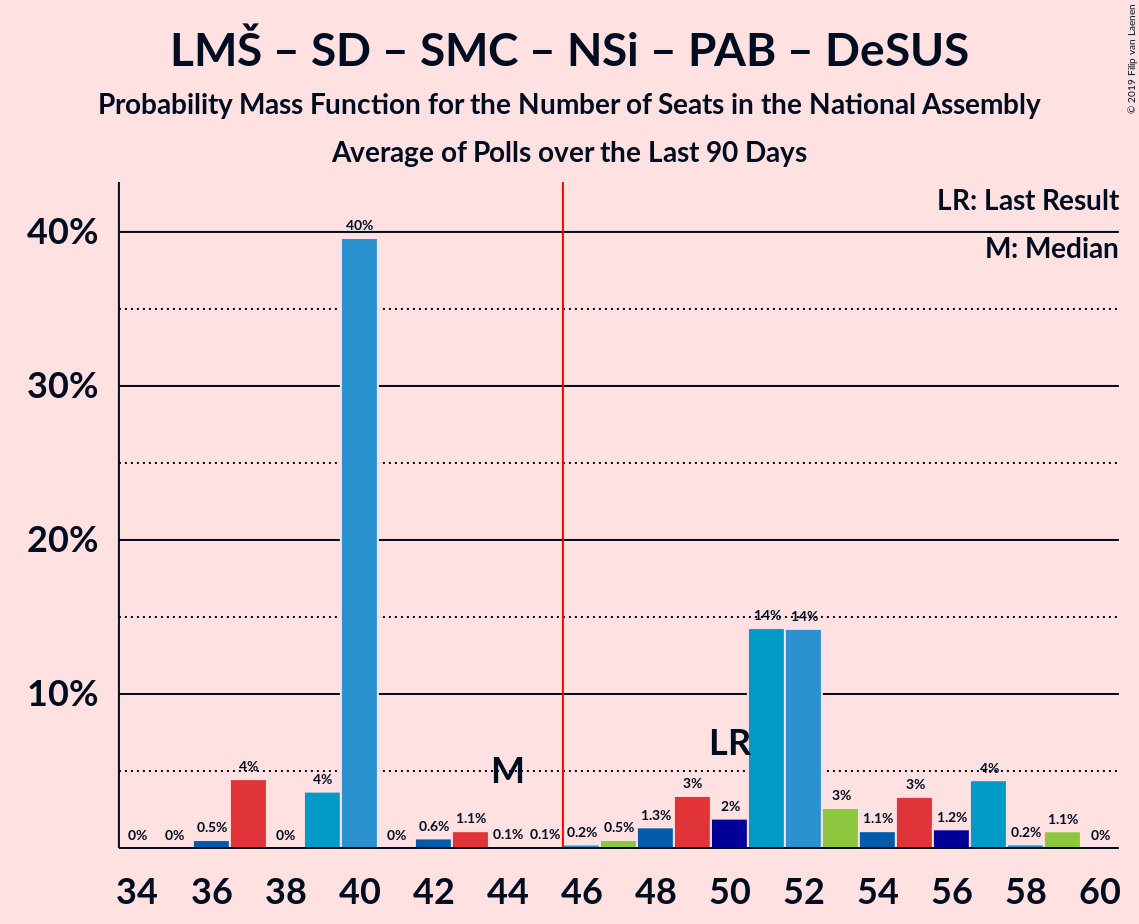 LMŠ – SD – SMC – NSi – PAB – DeSUS
Probability Mass Function for the Number of Seats in the National Assembly
Average of Polls over the Last 90 Days
© 2019 Filip van Laenen
LR: Last Result
M: Median
40%
30%
20%
10%
0% 0% 0.5% 4% 0% 4% 40% 0% 0.6% 1.1% 0.1% 0.1% 0.2% 0.5% 1.3% 3% 2% 14% 14% 3% 1.1% 3% 1.2% 4% 0.2% 1.1% 0%
M
LR
34 36 38 40 42 44 46 48 50 52 54 56 58 60